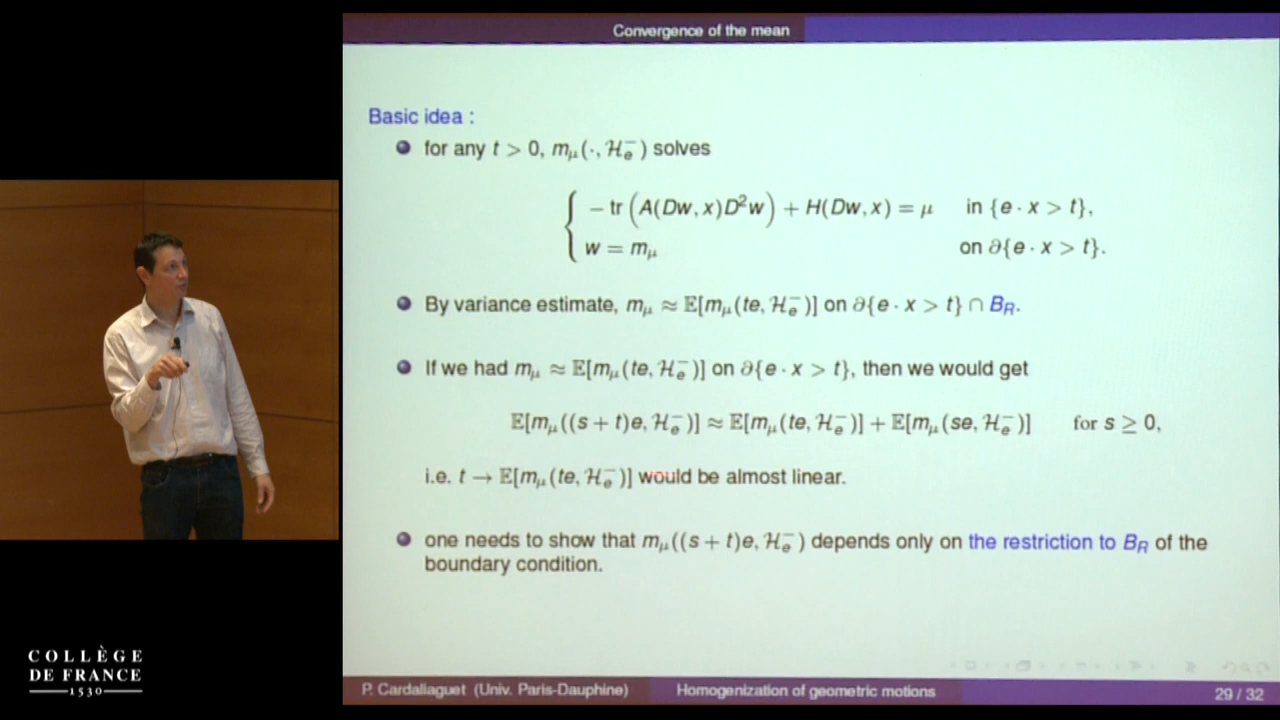 Convergence of the mean
Basic idea :
for any t > 0, m_μ(·, ℋ_e^−) solves
− tr (A(Dw, x)D²w) + H(Dw, x) = μ in {e · x > t},
w = m_μ on ∂{e · x > t}.
By variance estimate, m_μ ≈ 𝔼[m_μ(te, ℋ_e^−)] on ∂{e · x > t} ∩ B_R.
If we had m_μ ≈ 𝔼[m_μ(te, ℋ_e^−)] on ∂{e · x > t}, then we would get
𝔼[m_μ((s + t)e, ℋ_e^−)] ≈ 𝔼[m_μ(te, ℋ_e^−)] + 𝔼[m_μ(se, ℋ_e^−)] for s ≥ 0,
i.e. t → 𝔼[m_μ(te, ℋ_e^−)] would be almost linear.
one needs to show that m_μ((s + t)e, ℋ_e^−) depends only on the restriction to B_R of the
boundary condition.
P. Cardaliaguet (Univ. Paris-Dauphine) Homogenization of geometric motions 29 / 32
COLLÈGE
DE FRANCE
1530